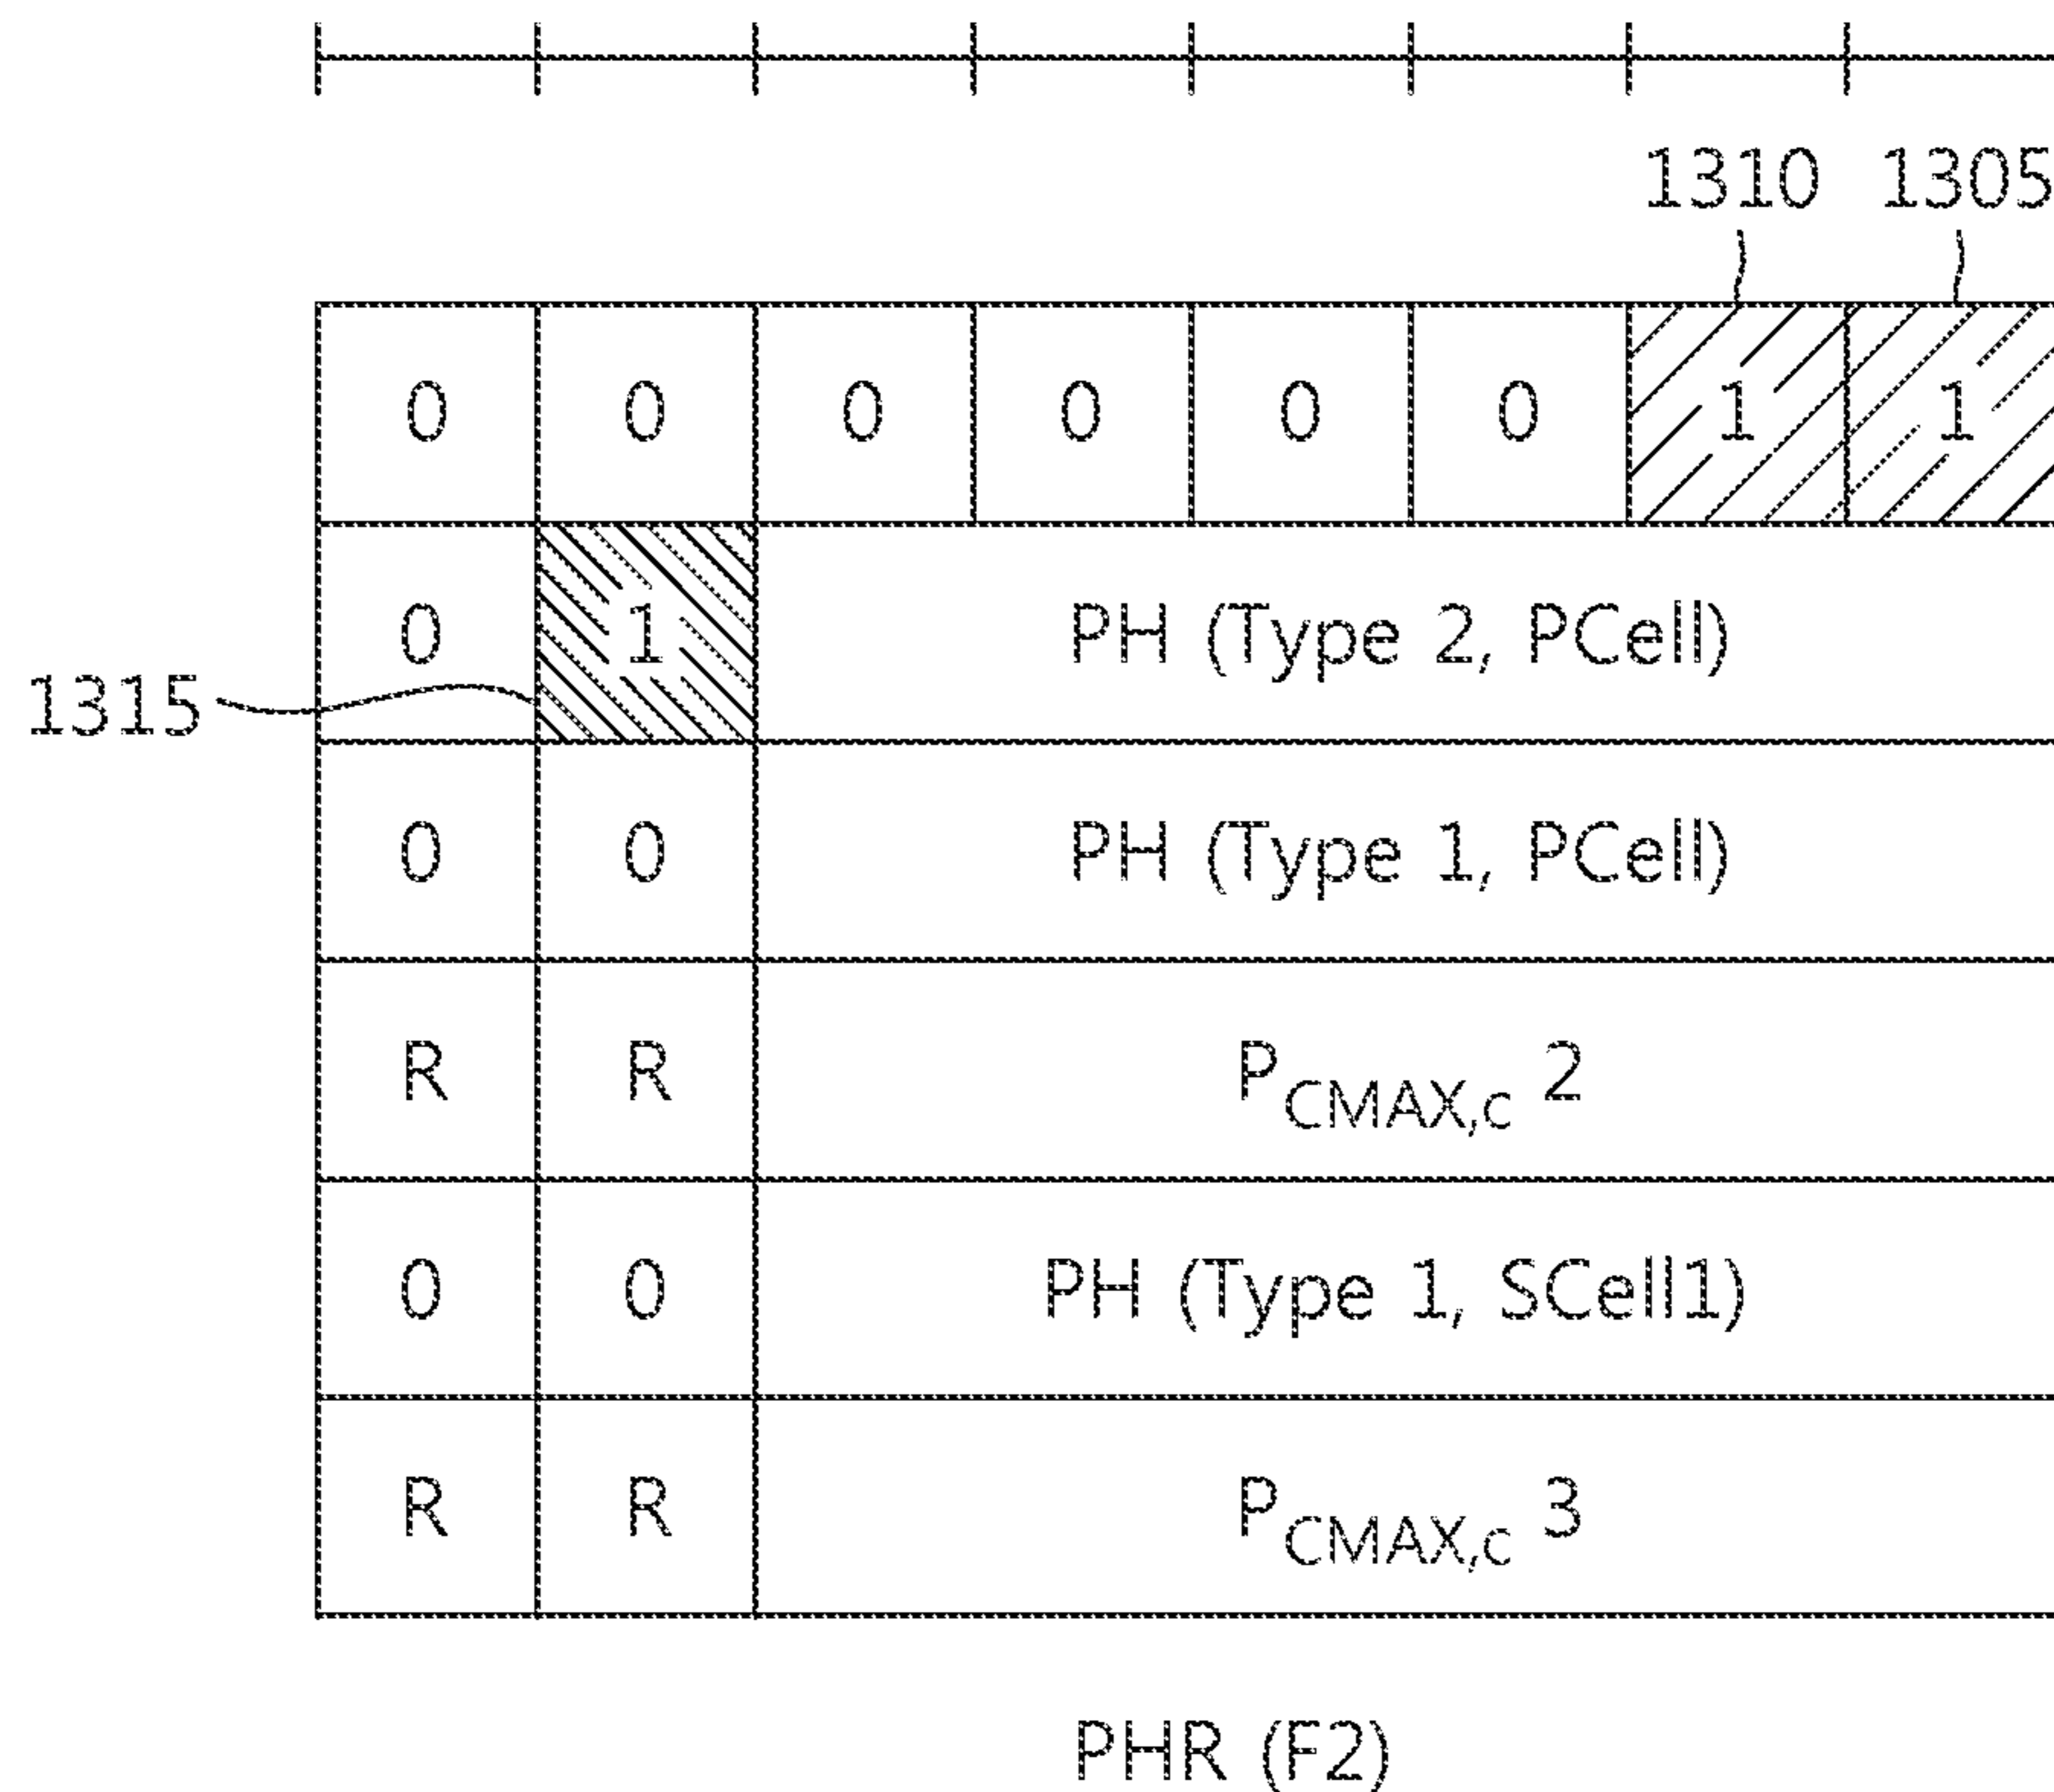 1310 1305
0 0 0 0 0 0 1 1
0 1 PH (Type 2, PCell)
1315
0 0 PH (Type 1, PCell)
R R PCMAX,c 2
0 0 PH (Type 1, SCell1)
R R PCMAX,c 3
PHR (F2)